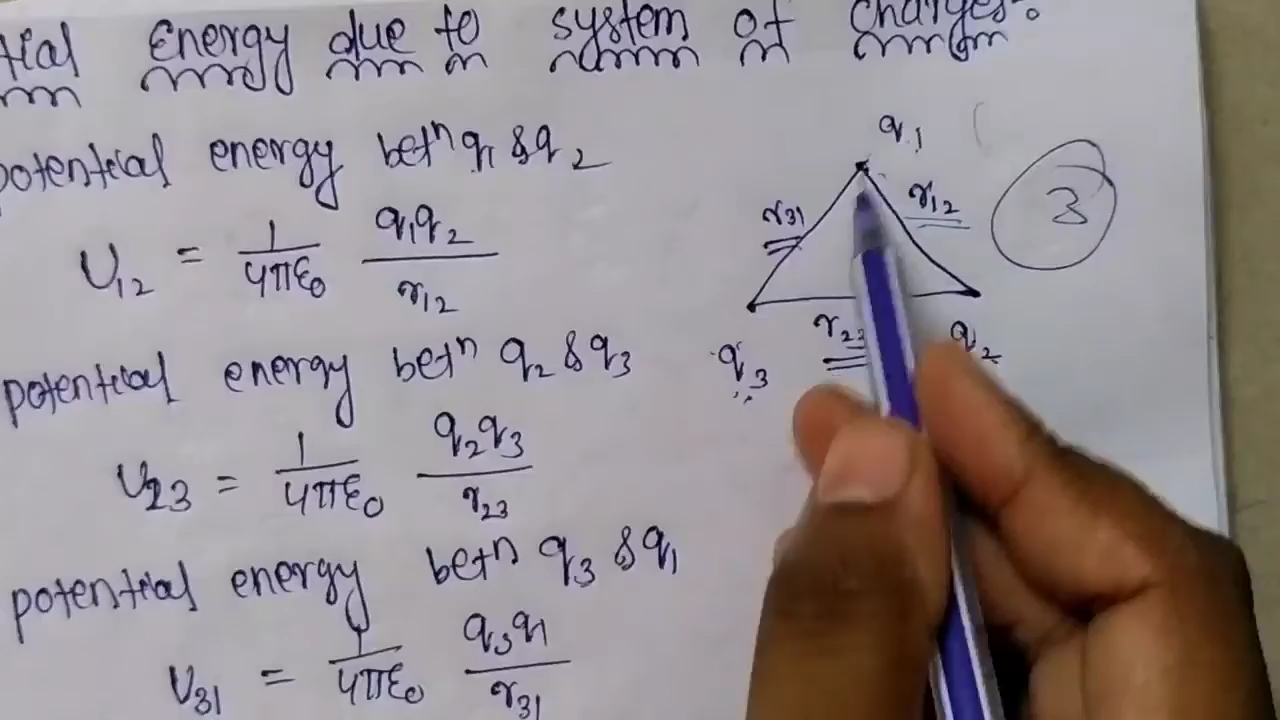 tial Energy due to system of charges.
potential energy betⁿ q1 & q2
U12 = 1/4πε0 q1q2/r12
potential energy betⁿ q2 & q3
U23 = 1/4πε0 q2q3/r23
potential energy betⁿ q3 & q1
U31 = 1/4πε0 q3q1/r31
q1
r31
r12
3
r23
q3
q2